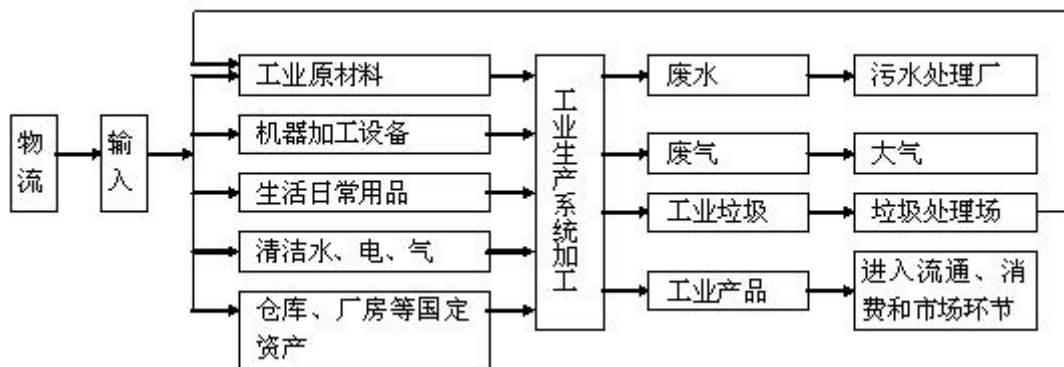 物流
输入
工业原材料
机器加工设备
生活日常用品
清洁水、电、气
仓库、厂房等国定
资产
工业生产系统加工
废水
污水处理厂
废气
大气
工业垃圾
垃圾处理场
工业产品
进入流通、消
费和市场环节